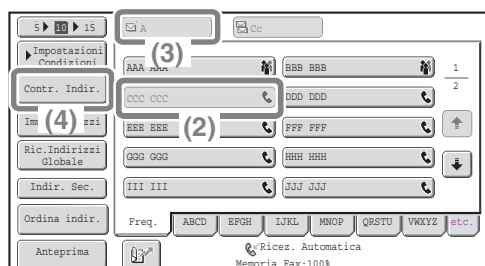 5 10 15
A
Cc
Impostazioni
Condizioni
(3)
AAA AAA
BBB BBB
1
2
Contr. Indir.
CCC CCC
DDD DDD
(4)
(2)
EEE EEE
FFF FFF
Ric.Indirizzi
Globale
GGG GGG
HHH HHH
Indir. Sec.
III III
JJJ JJJ
Ordina indir.
Freq.
ABCD
EFGH
IJKL
MNOP
QRSTU
VWXYZ
etc.
Anteprima
Ricez. Automatica
Memoria Fax:100%